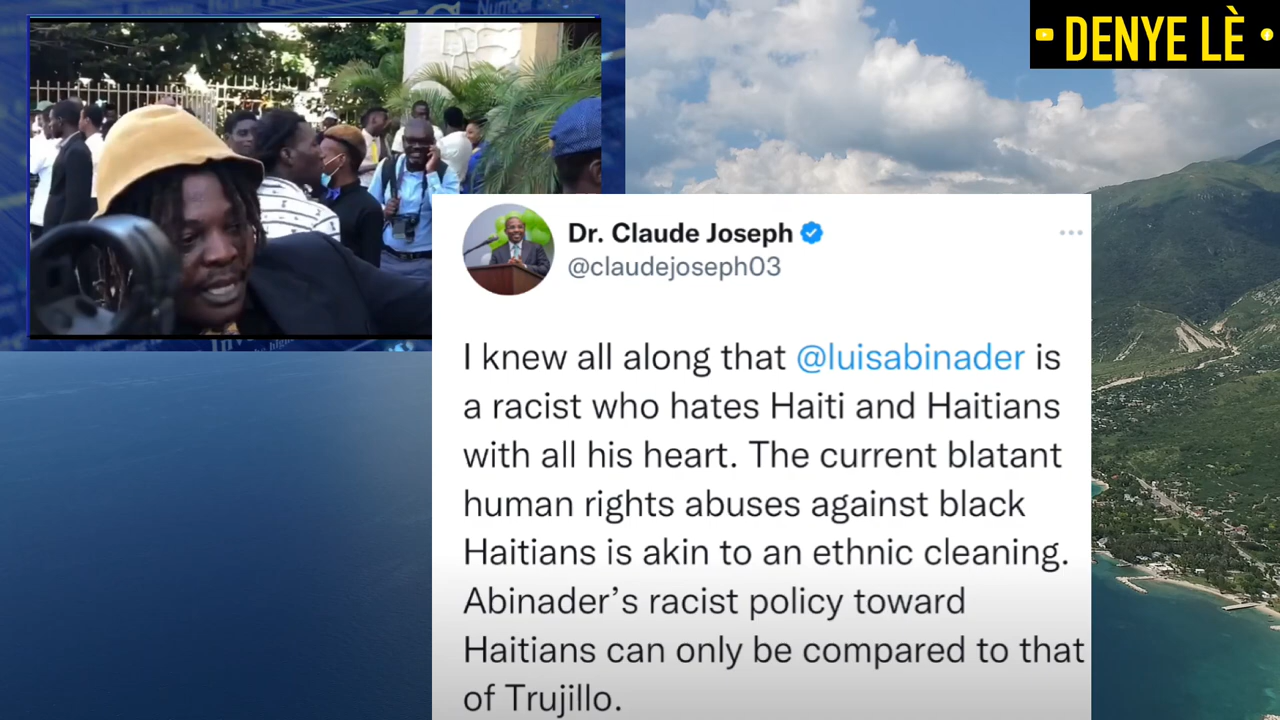 DENYE LÈ
Dr. Claude Joseph
@claudejoseph03
I knew all along that @luisabinader is
a racist who hates Haiti and Haitians
with all his heart. The current blatant
human rights abuses against black
Haitians is akin to an ethnic cleaning.
Abinader’s racist policy toward
Haitians can only be compared to that
of Trujillo.